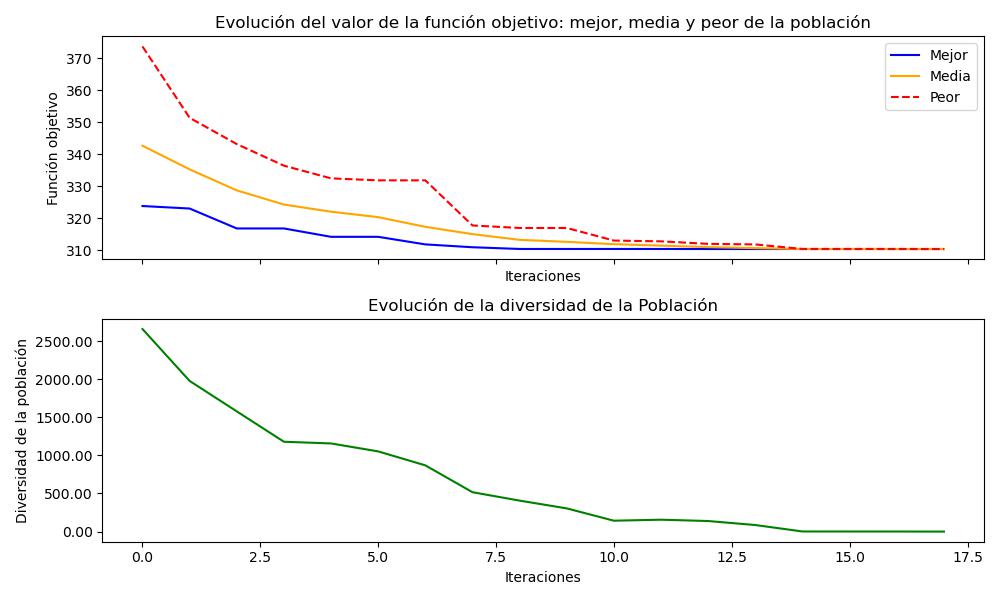 Evolución del valor de la función objetivo: mejor, media y peor de la población
Función objetivo
370
360
350
340
330
320
310
Mejor
Media
Peor
Iteraciones
Evolución de la diversidad de la Población
Diversidad de la población
2500.00
2000.00
1500.00
1000.00
500.00
0.00
0.0 2.5 5.0 7.5 10.0 12.5 15.0 17.5
Iteraciones